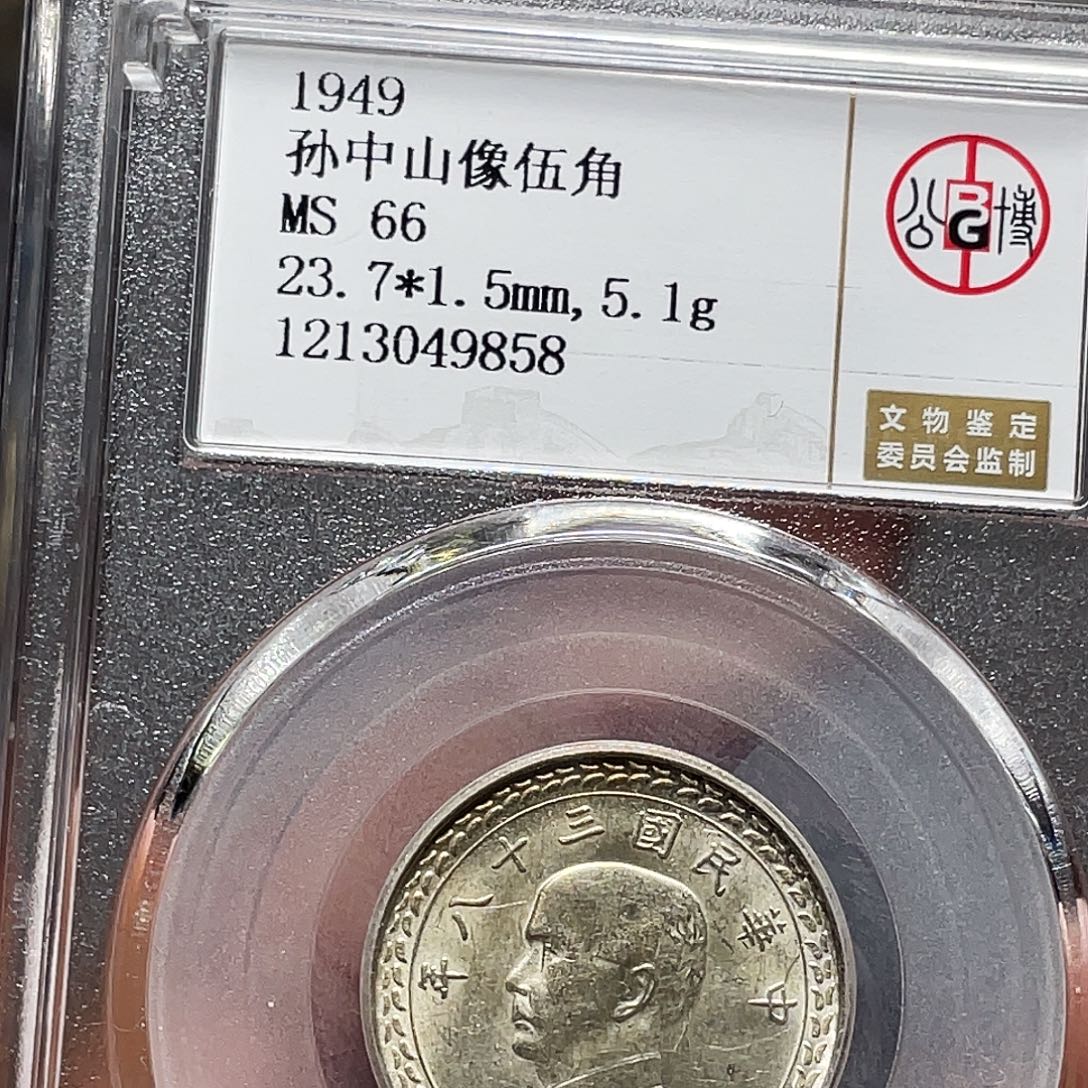 1949
孙中山像伍角
MS 66
23.7*1.5mm,5.1g
1213049858
公 BG 博
文物鉴定
委员会监制
中華民國三十八年